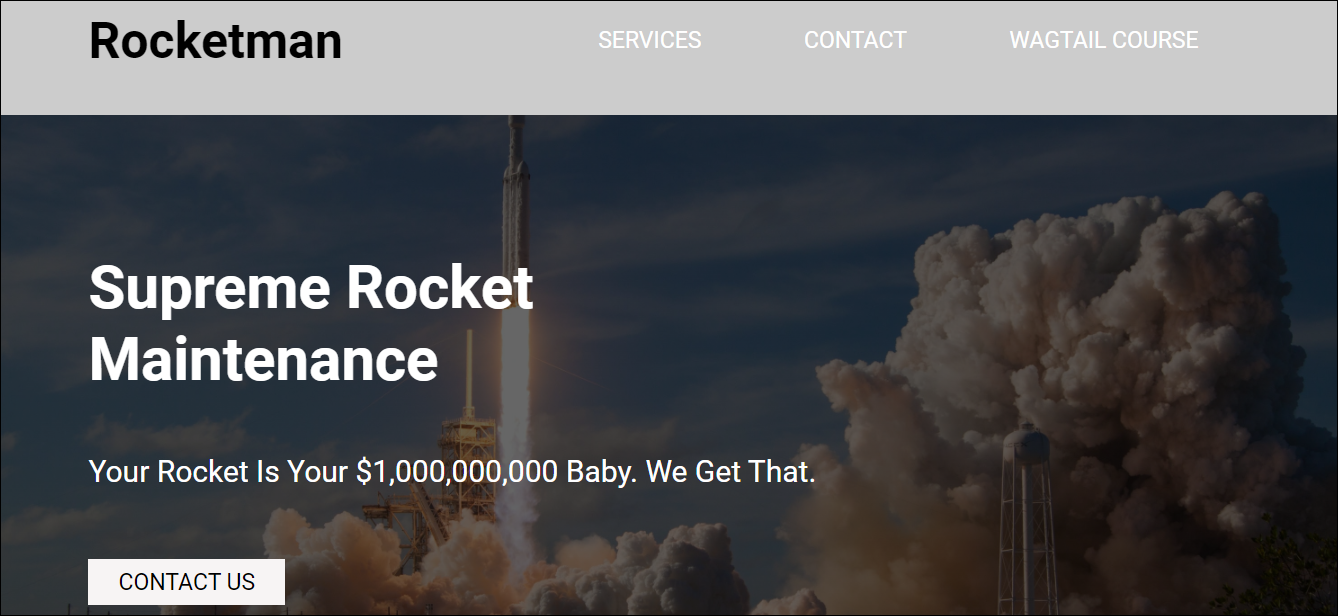 Rocketman
SERVICES
CONTACT
WAGTAIL COURSE
Supreme Rocket
Maintenance
Your Rocket Is Your $1,000,000,000 Baby. We Get That.
CONTACT US